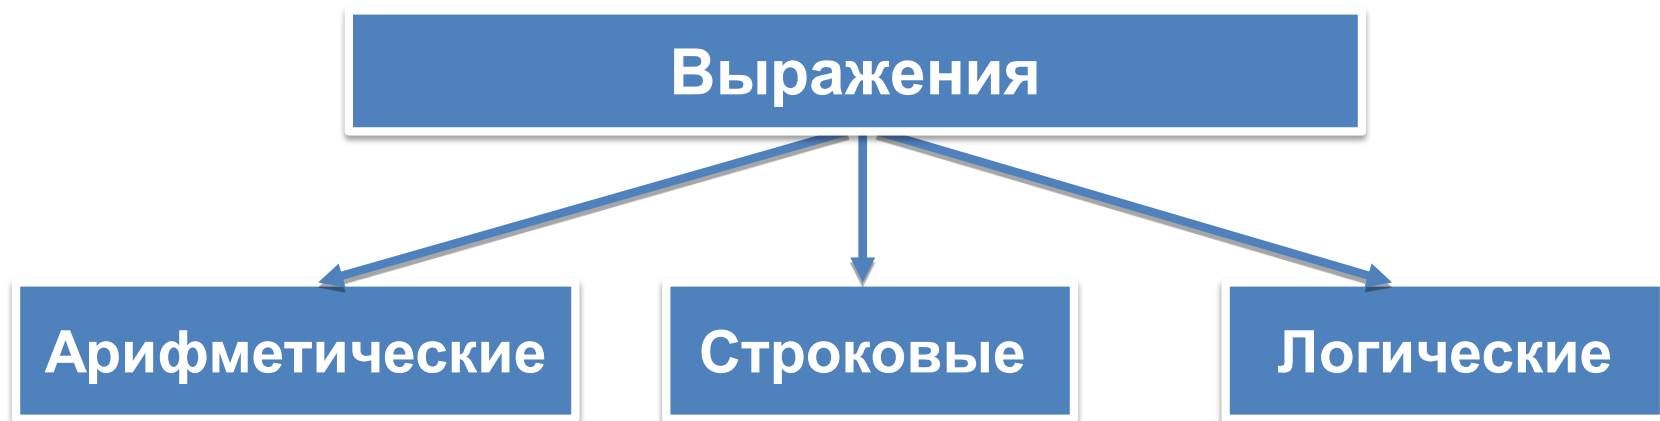 Выражения
Арифметические
Строковые
Логические